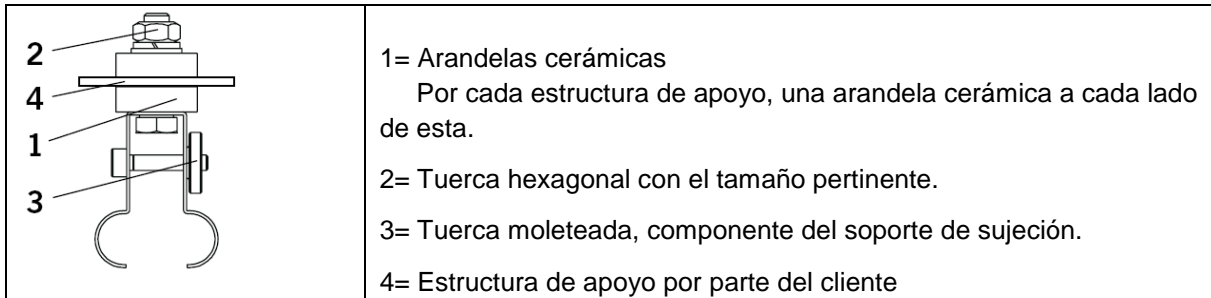 2
4
1
3
1= Arandelas cerámicas
Por cada estructura de apoyo, una arandela cerámica a cada lado
de esta.
2= Tuerca hexagonal con el tamaño pertinente.
3= Tuerca moleteada, componente del soporte de sujeción.
4= Estructura de apoyo por parte del cliente